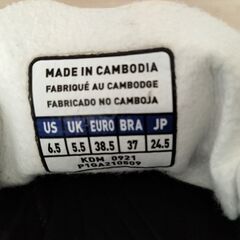 MADE IN CAMBODIA
FABRIQUÉ AU CAMBODGE
FABRICADO NO CAMBOJA
US UK EURO BRA JP
6.5 5.5 38.5 37 24.5
KDM 0921
P1GA210509